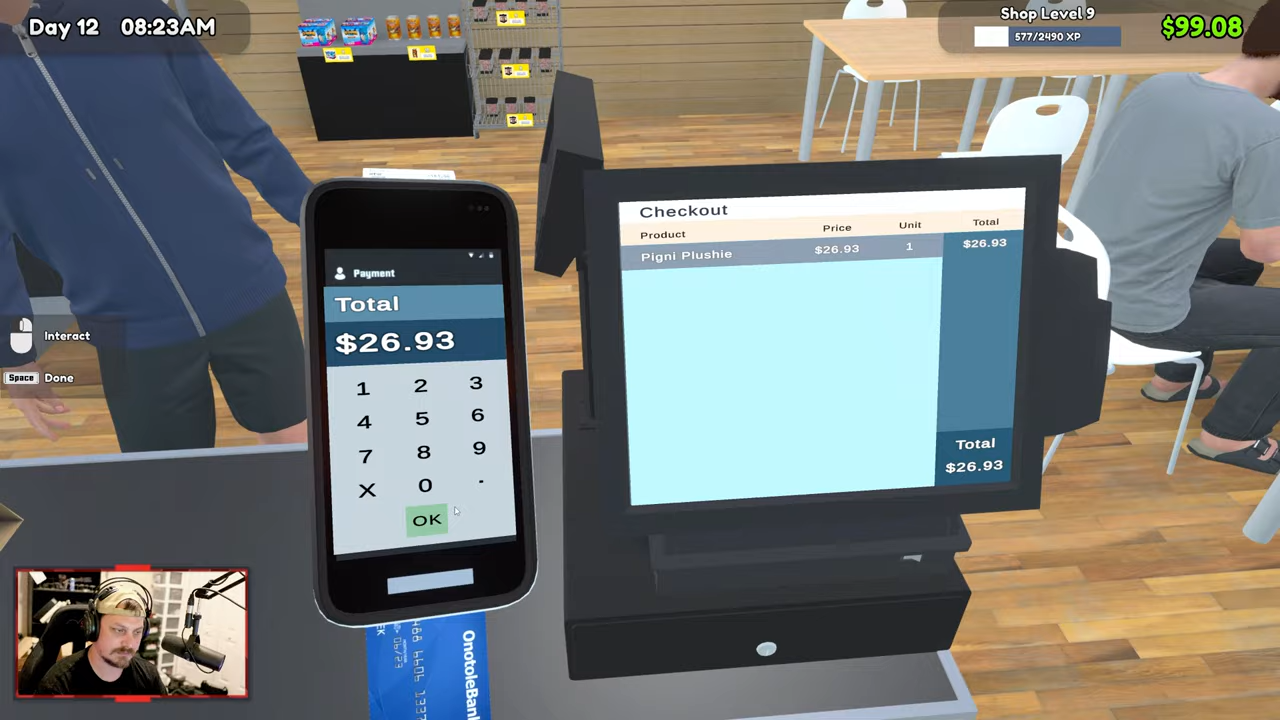 Day 12 08:23AM
Shop Level 9
577/2490 XP
$99.08
Interact
Space Done
Payment
Total
$26.93
1 2 3
4 5 6
7 8 9
X 0 .
OK
Checkout
Product Price Unit Total
Pigni Plushie $26.93 1 $26.93
Total
$26.93
OnotoleBank